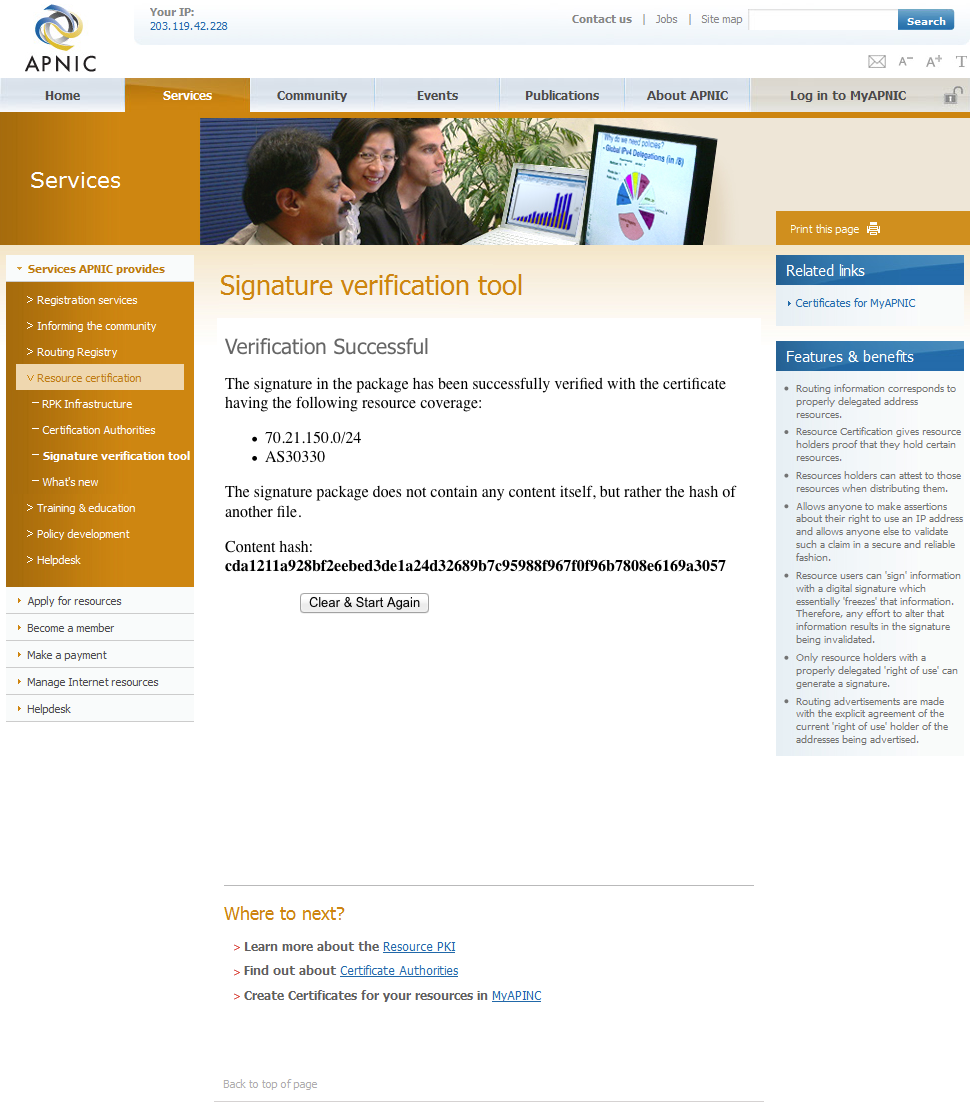 APNIC
Your IP:
203.119.42.228
Contact us | Jobs | Site map
Search
A- A+ T
Home
Services
Community
Events
Publications
About APNIC
Log in to MyAPNIC
Services
Why do we need policies?
- Global IPv4 Delegations (in /8)
Print this page
Services APNIC provides
> Registration services
> Informing the community
> Routing Registry
Resource certification
RPK Infrastructure
Certification Authorities
Signature verification tool
What's new
> Training & education
> Policy development
> Helpdesk
Apply for resources
Become a member
Make a payment
Manage Internet resources
Helpdesk
Signature verification tool
Verification Successful
The signature in the package has been successfully verified with the certificate
having the following resource coverage:
• 70.21.150.0/24
• AS30330
The signature package does not contain any content itself, but rather the hash of
another file.
Content hash:
cda1211a928bf2eebed3de1a24d32689b7c95988f967f0f96b7808e6169a3057
Clear & Start Again
Related links
Certificates for MyAPNIC
Features & benefits
• Routing information corresponds to
properly delegated address
resources.
• Resource Certification gives resource
holders proof that they hold certain
resources.
• Resources holders can attest to those
resources when distributing them.
• Allows anyone to make assertions
about their right to use an IP address
and allows anyone else to validate
such a claim in a secure and reliable
fashion.
• Resource users can 'sign' information
with a digital signature which
essentially 'freezes' that information.
Therefore, any effort to alter that
information results in the signature
being invalidated.
• Only resource holders with a
properly delegated 'right of use' can
generate a signature.
• Routing advertisements are made
with the explicit agreement of the
current 'right of use' holder of the
addresses being advertised.
Where to next?
> Learn more about the Resource PKI
> Find out about Certificate Authorities
> Create Certificates for your resources in MyAPINC
Back to top of page